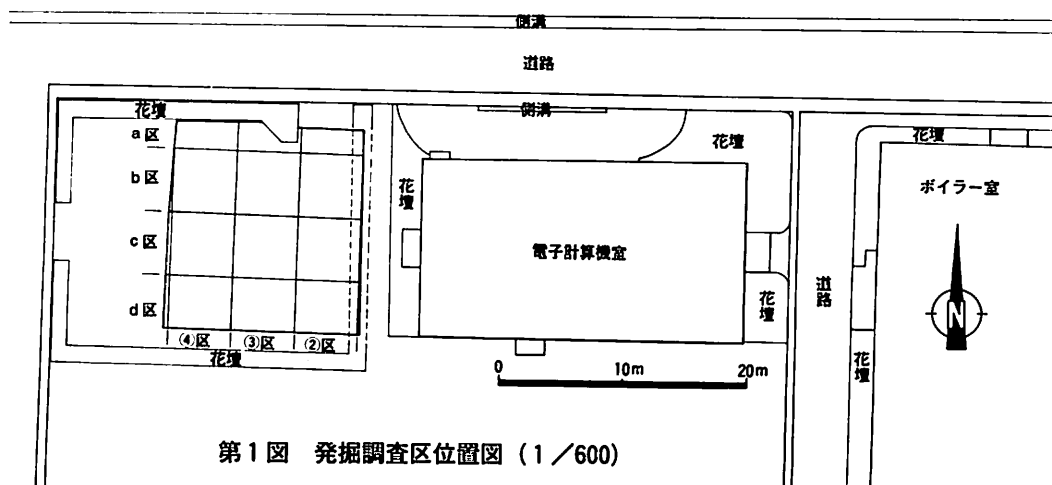 側溝
道路
花壇
側溝
a区
花壇
花壇
b区
ボイラー室
花壇
c区
電子計算機室
道路
花壇
d区
N
④区
③区
②区
花壇
花壇
0
10m
20m
第1図 発掘調査区位置図(1/600)